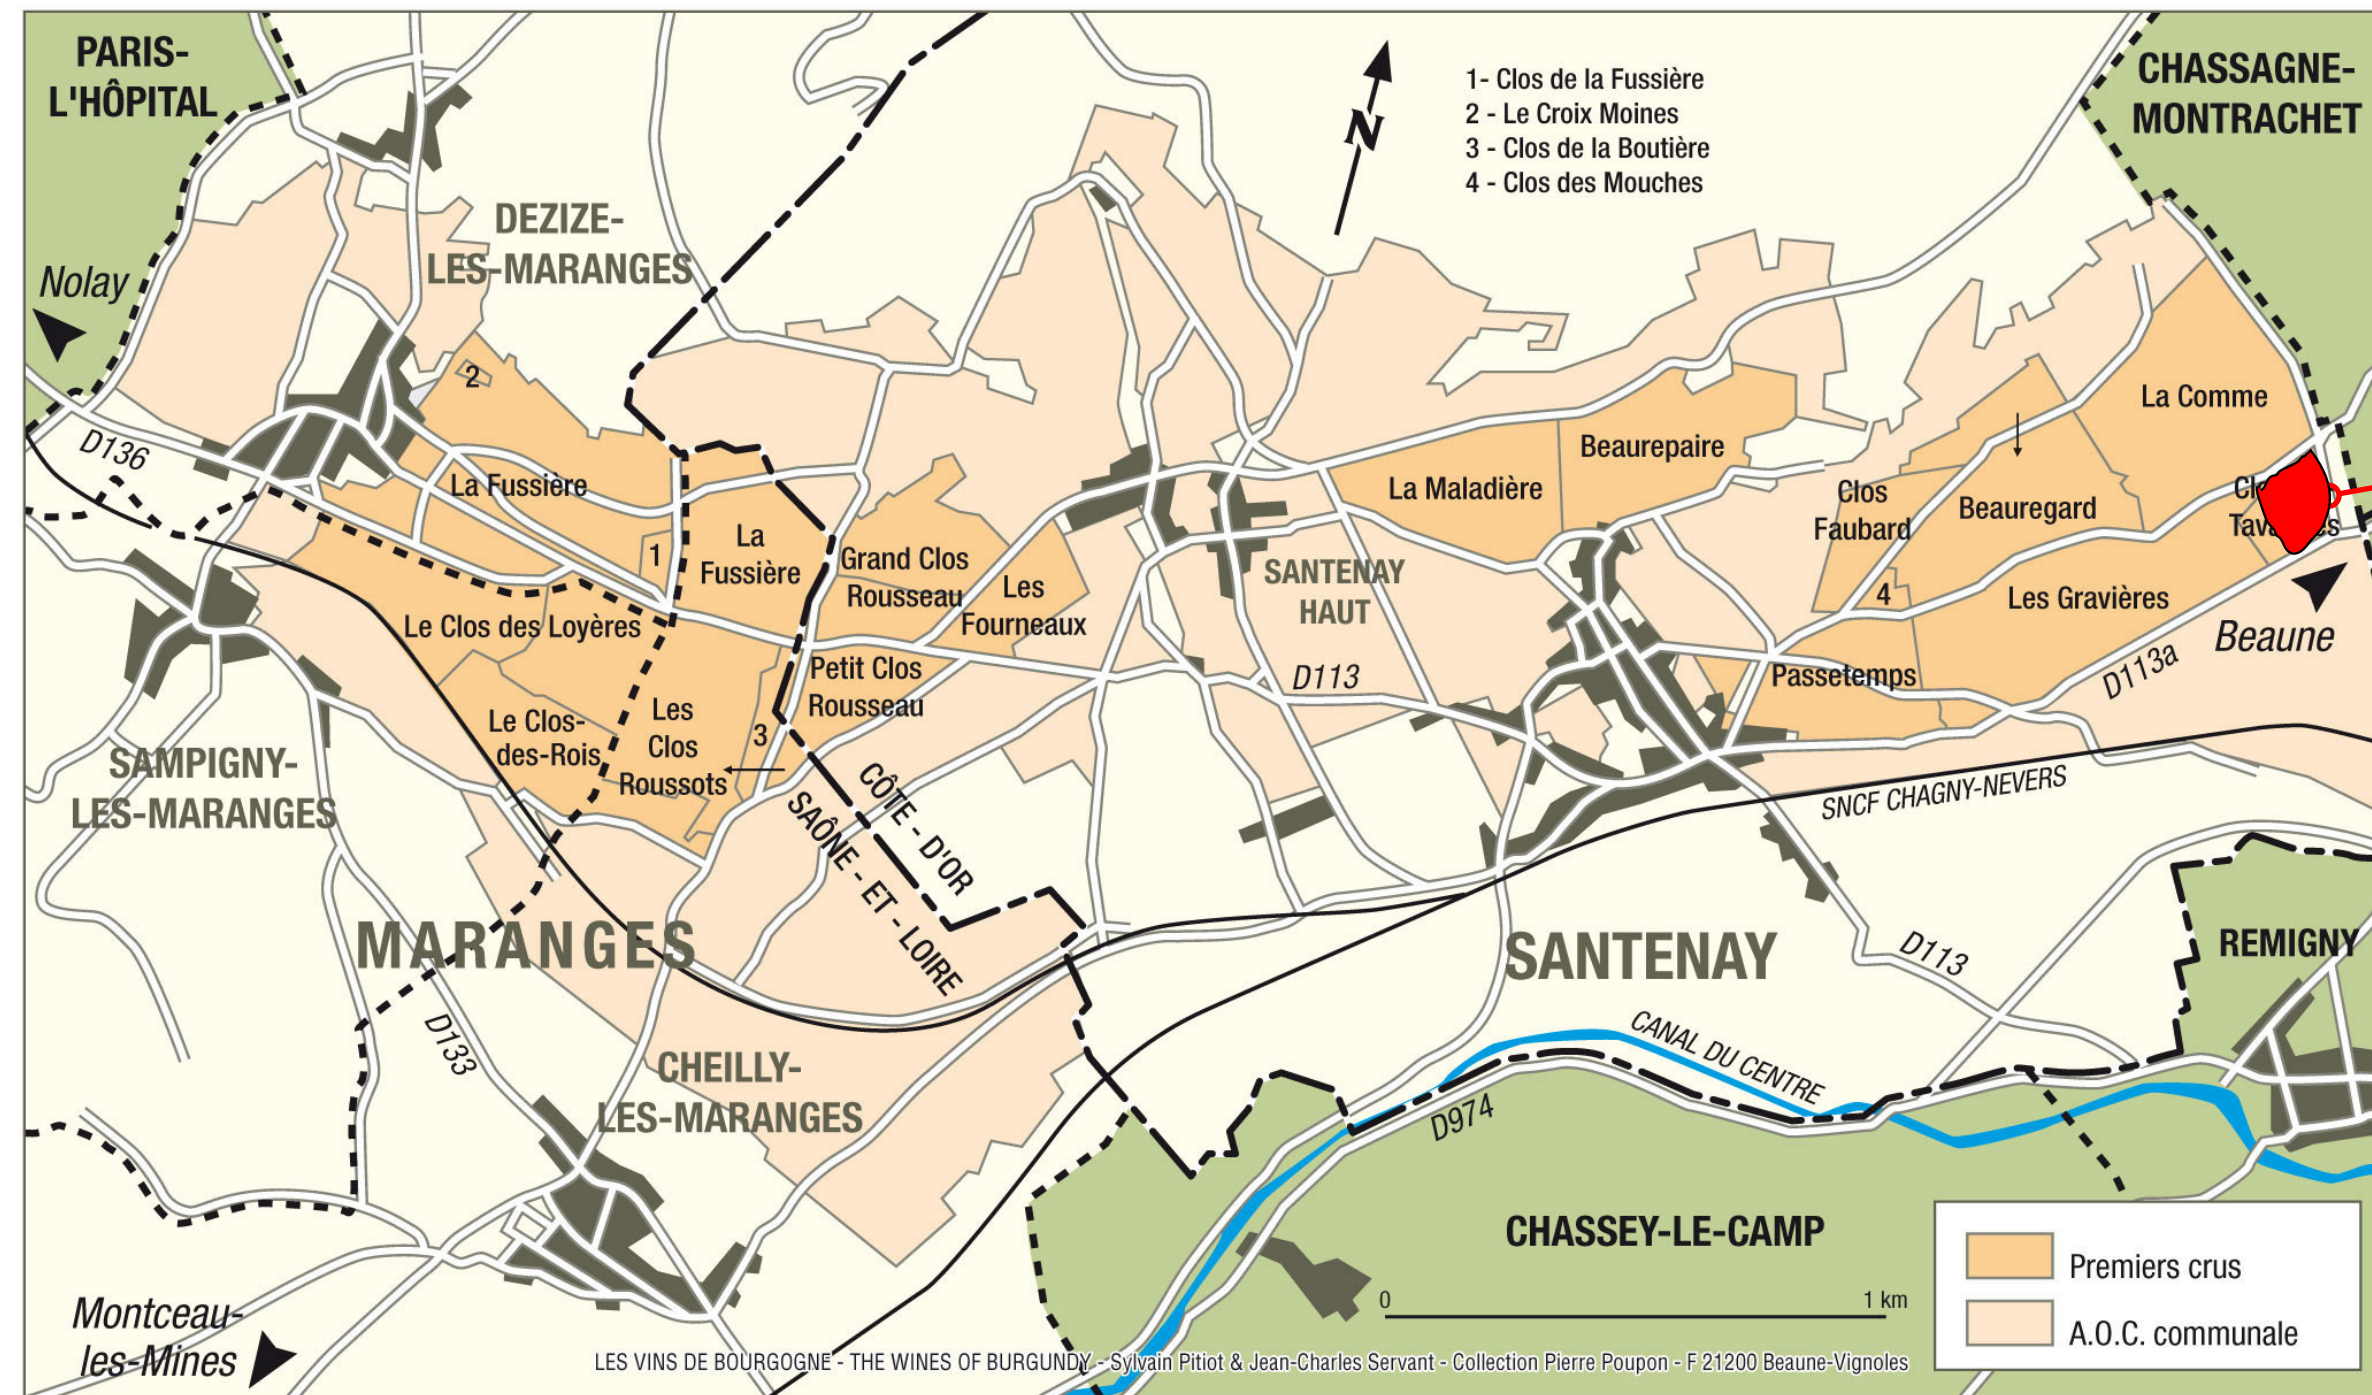 PARIS-
L'HÔPITAL
1- Clos de la Fussière
2 - Le Croix Moines
3 - Clos de la Boutière
4 - Clos des Mouches
CHASSAGNE-
MONTRACHET
DEZIZE-
LES-MARANGES
Nolay
2
La Comme
D136
La Fussière
Beaurepaire
La Maladière
Clos
Faubard
Beauregard
1
La
Fussière
Grand Clos
Rousseau
Les
Fourneaux
SANTENAY
HAUT
4
Les Gravières
Beaune
Le Clos des Loyères
Petit Clos
Rousseau
D113
Passetemps
D113a
Le Clos-
des-Rois
Les
Clos
Roussots
3
SAMPIGNY-
LES-MARANGES
CÔTE - D'OR
SAÔNE - ET - LOIRE
SNCF CHAGNY-NEVERS
MARANGES
SANTENAY
D113
REMIGNY
D133
CHEILLY-
LES-MARANGES
CANAL DU CENTRE
D974
CHASSEY-LE-CAMP
0 1 km
Premiers crus
A.O.C. communale
Montceau-
les-Mines
LES VINS DE BOURGOGNE - THE WINES OF BURGUNDY - Sylvain Pitiot & Jean-Charles Servant - Collection Pierre Poupon - F 21200 Beaune-Vignoles
N